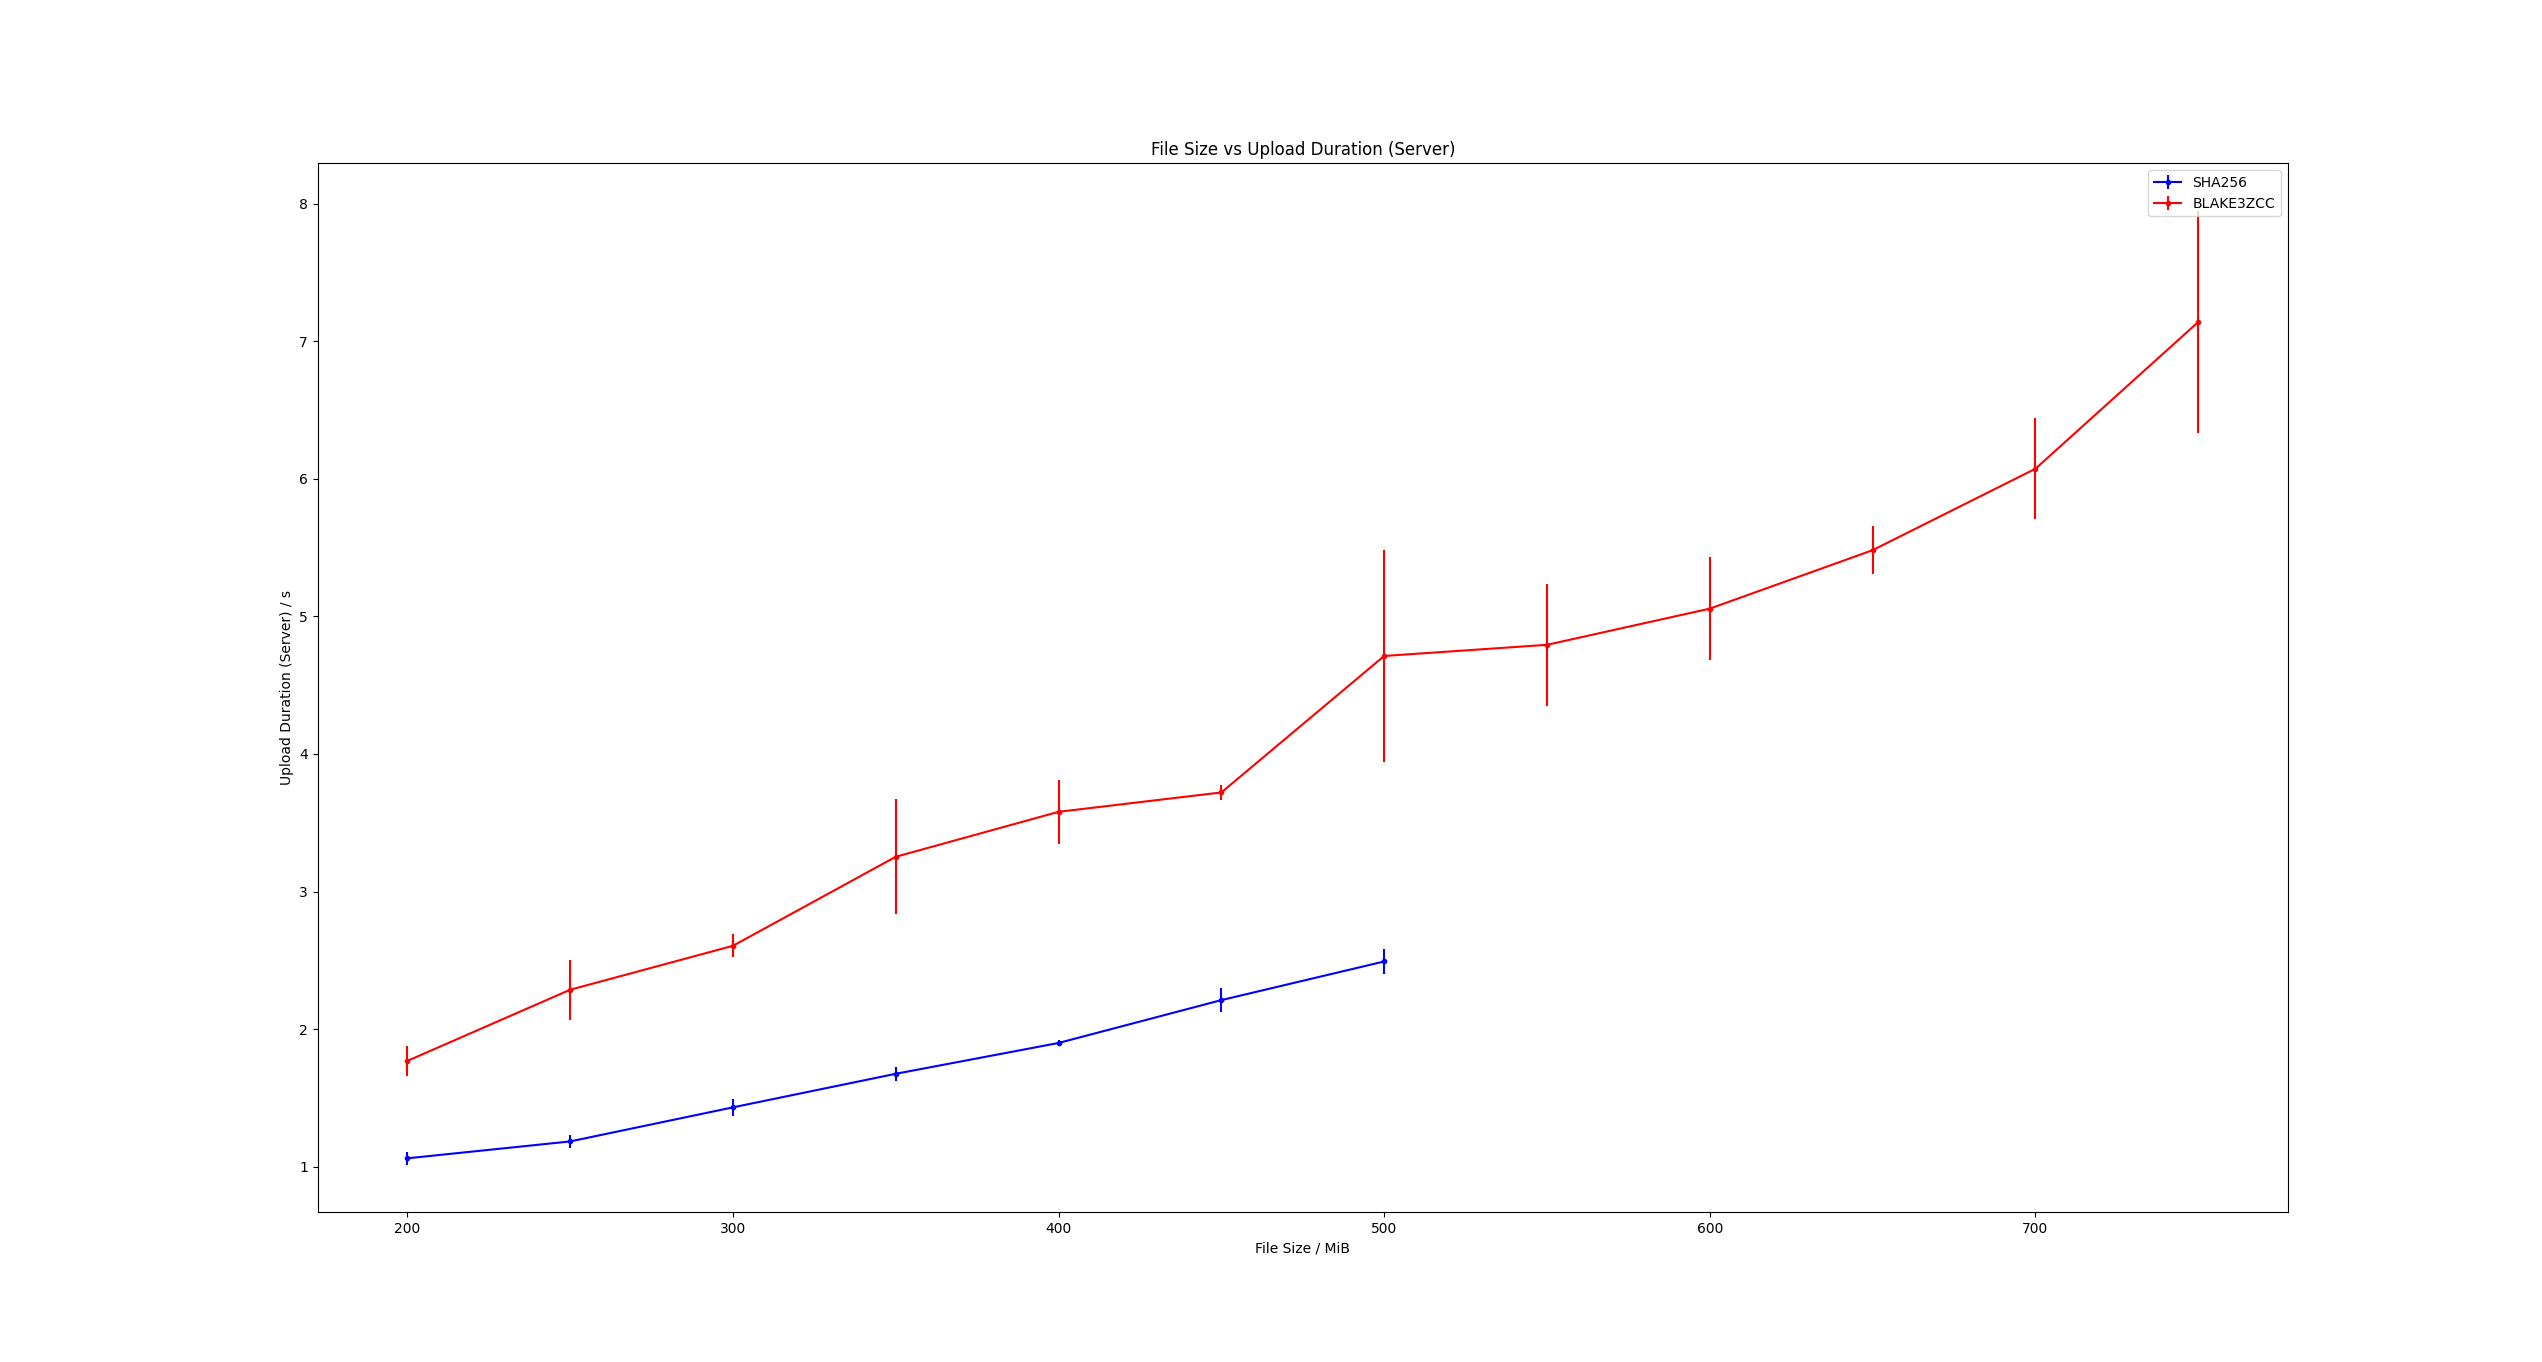 File Size vs Upload Duration (Server)
SHA256
BLAKE3ZCC
8
7
6
5
4
3
2
1
Upload Duration (Server) / s
200 300 400 500 600 700
File Size / MiB